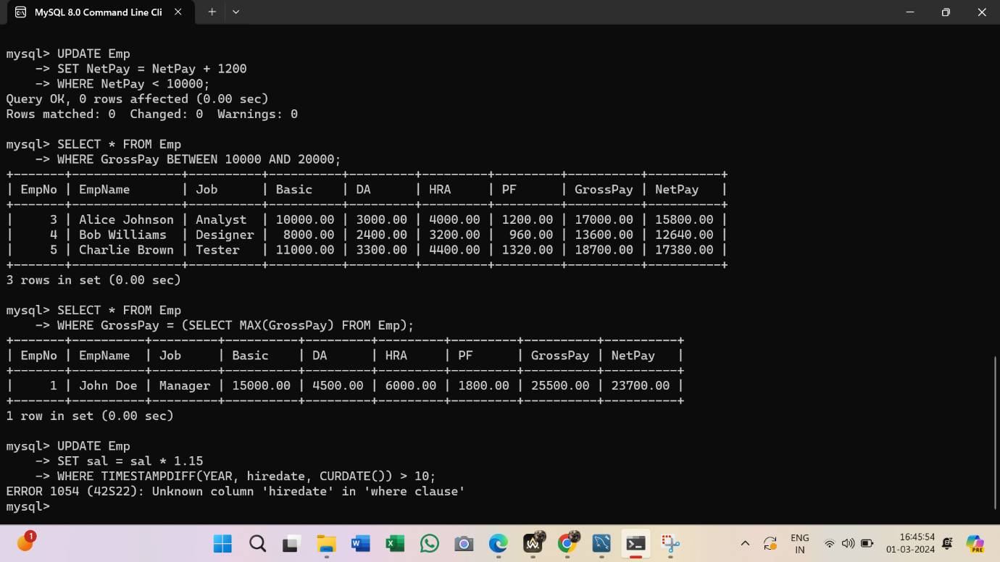 MySQL 8.0 Command Line Cli
mysql> UPDATE Emp
    -> SET NetPay = NetPay + 1200
    -> WHERE NetPay < 10000;
Query OK, 0 rows affected (0.00 sec)
Rows matched: 0  Changed: 0  Warnings: 0
mysql> SELECT * FROM Emp
    -> WHERE GrossPay BETWEEN 10000 AND 20000;
+-------+---------------+----------+----------+---------+---------+---------+----------+----------+
| EmpNo | EmpName       | Job      | Basic    | DA      | HRA     | PF      | GrossPay | NetPay   |
+-------+---------------+----------+----------+---------+---------+---------+----------+----------+
|     3 | Alice Johnson | Analyst  | 10000.00 | 3000.00 | 4000.00 | 1200.00 | 17000.00 | 15800.00 |
|     4 | Bob Williams  | Designer |  8000.00 | 2400.00 | 3200.00 |  960.00 | 13600.00 | 12640.00 |
|     5 | Charlie Brown | Tester   | 11000.00 | 3300.00 | 4400.00 | 1320.00 | 18700.00 | 17380.00 |
+-------+---------------+----------+----------+---------+---------+---------+----------+----------+
3 rows in set (0.00 sec)
mysql> SELECT * FROM Emp
    -> WHERE GrossPay = (SELECT MAX(GrossPay) FROM Emp);
+-------+----------+---------+----------+---------+---------+---------+----------+----------+
| EmpNo | EmpName  | Job     | Basic    | DA      | HRA     | PF      | GrossPay | NetPay   |
+-------+----------+---------+----------+---------+---------+---------+----------+----------+
|     1 | John Doe | Manager | 15000.00 | 4500.00 | 6000.00 | 1800.00 | 25500.00 | 23700.00 |
+-------+----------+---------+----------+---------+---------+---------+----------+----------+
1 row in set (0.00 sec)
mysql> UPDATE Emp
    -> SET sal = sal * 1.15
    -> WHERE TIMESTAMPDIFF(YEAR, hiredate, CURDATE()) > 10;
ERROR 1054 (42S22): Unknown column 'hiredate' in 'where clause'
mysql>
1
ENG
IN
16:45:54
01-03-2024
PRE